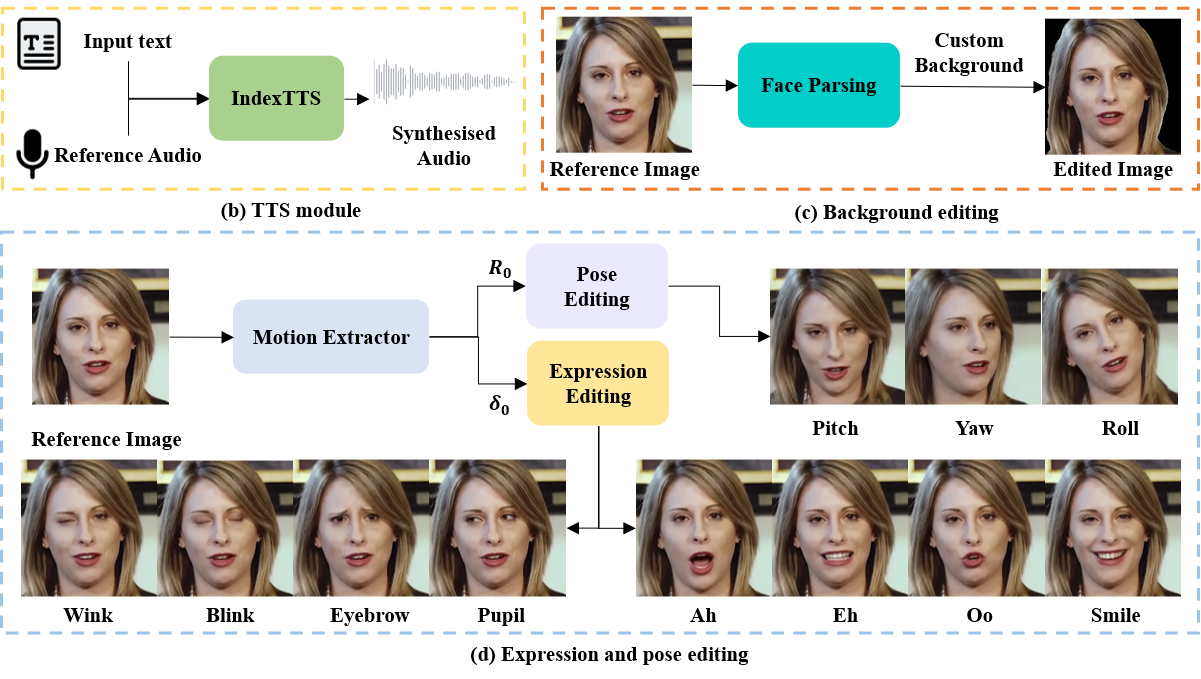 Input text
Reference Audio
IndexTTS
Synthesised
Audio
(b) TTS module
Reference Image
Face Parsing
Custom
Background
Edited Image
(c) Background editing
Reference Image
Motion Extractor
R₀
Pose
Editing
δ₀
Expression
Editing
Pitch
Yaw
Roll
Wink
Blink
Eyebrow
Pupil
Ah
Eh
Oo
Smile
(d) Expression and pose editing